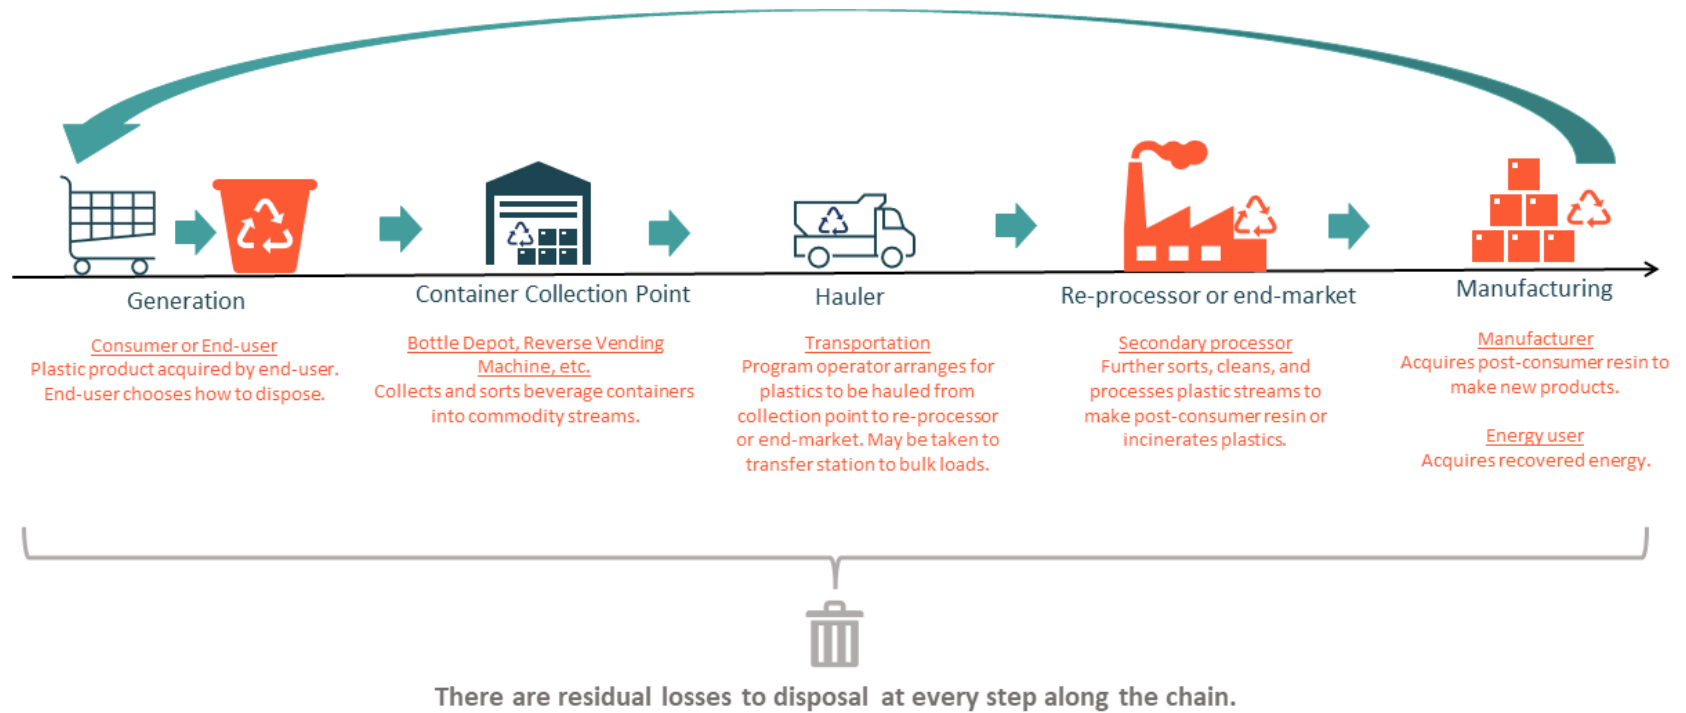 Generation
Consumer or End-user
Plastic product acquired by end-user.
End-user chooses how to dispose.
Container Collection Point
Bottle Depot, Reverse Vending
Machine, etc.
Collects and sorts beverage containers
into commodity streams.
Hauler
Transportation
Program operator arranges for
plastics to be hauled from
collection point to re-processor
or end-market. May be taken to
transfer station to bulk loads.
Re-processor or end-market
Secondary processor
Further sorts, cleans, and
processes plastic streams to
make post-consumer resin or
incinerates plastics.
Manufacturing
Manufacturer
Acquires post-consumer resin to
make new products.
Energy user
Acquires recovered energy.
There are residual losses to disposal at every step along the chain.